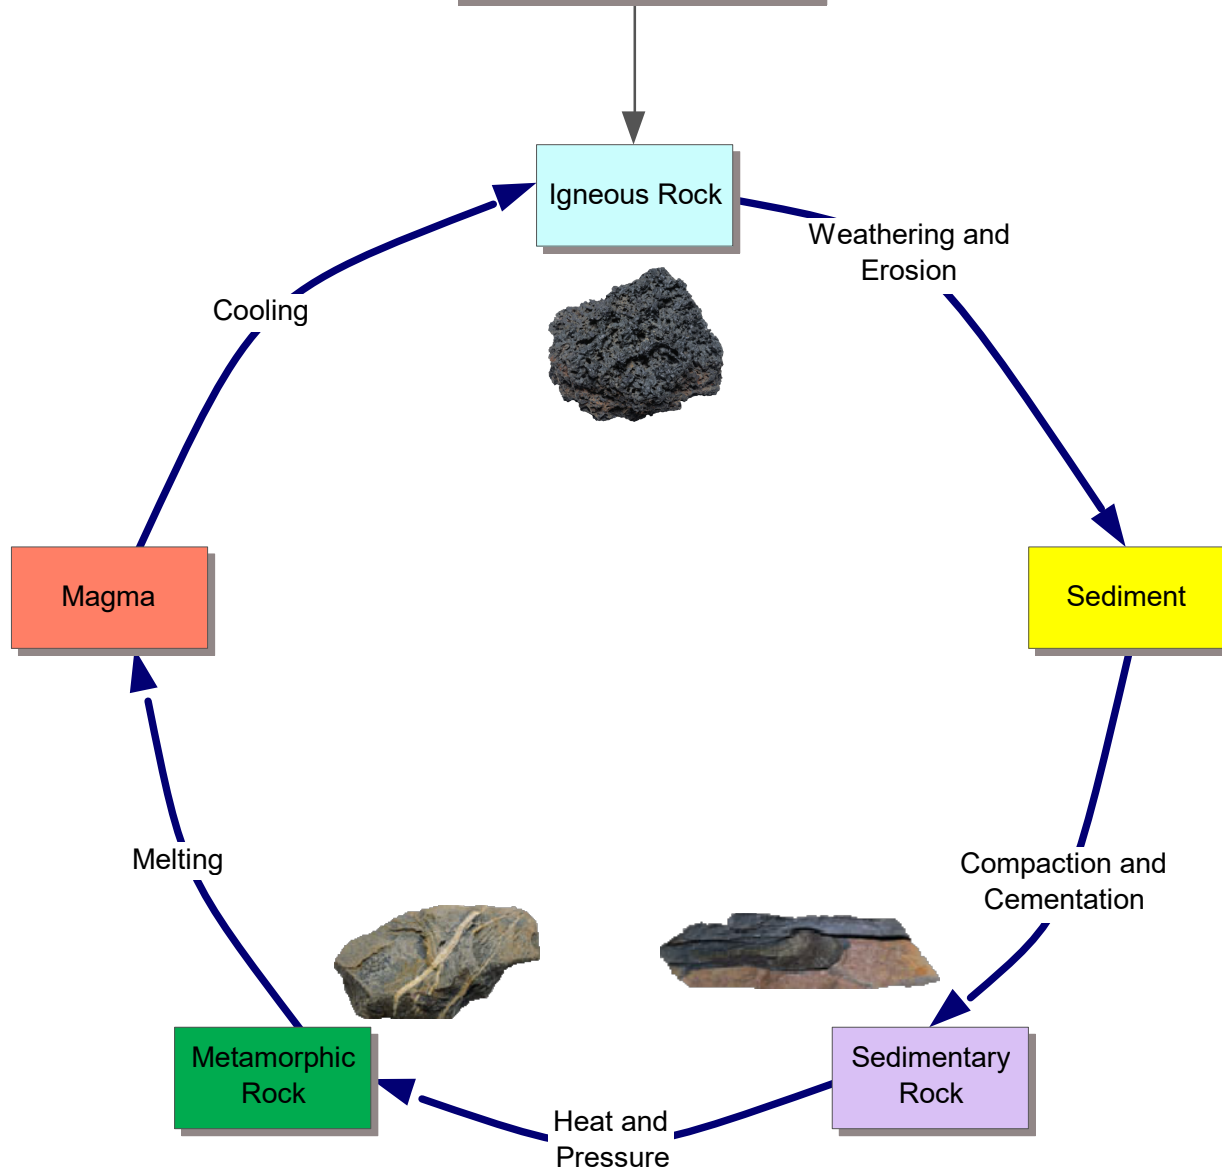 Igneous Rock
Weathering and
Erosion
Cooling
Magma
Sediment
Melting
Compaction and
Cementation
Metamorphic
Rock
Sedimentary
Rock
Heat and
Pressure